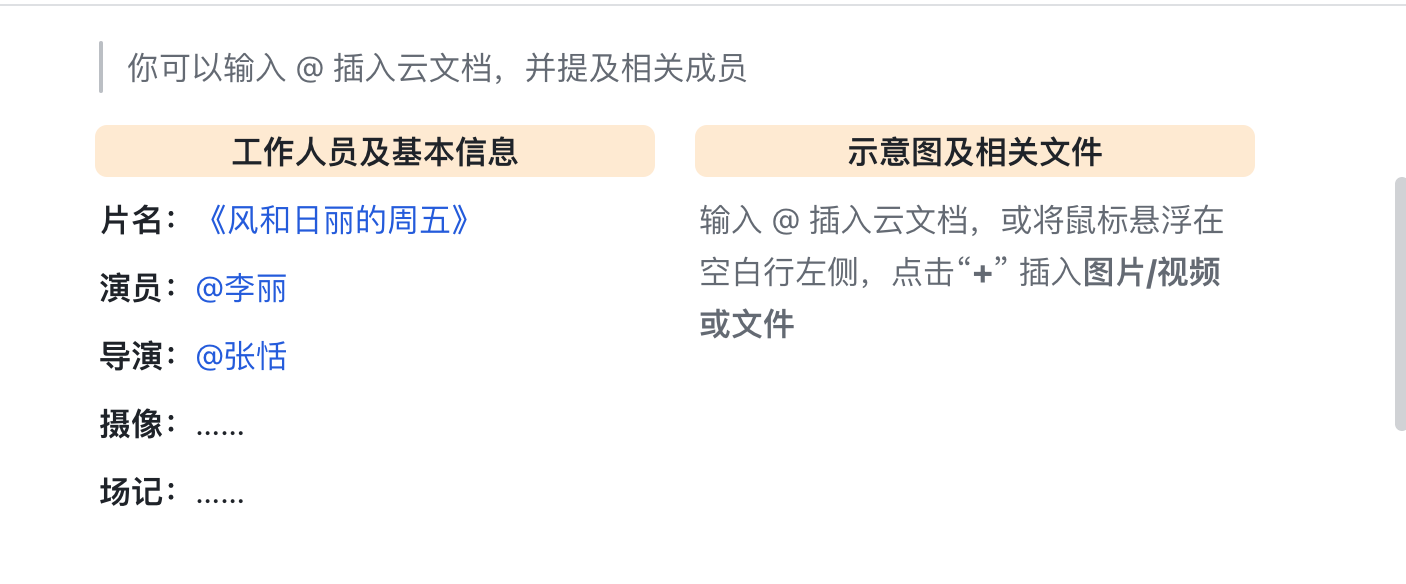 你可以输入 @ 插入云文档，并提及相关成员
工作人员及基本信息
片名：《风和日丽的周五》
演员：@李丽
导演：@张恬
摄像：……
场记：……
示意图及相关文件
输入 @ 插入云文档，或将鼠标悬浮在
空白行左侧，点击“+” 插入图片/视频
或文件